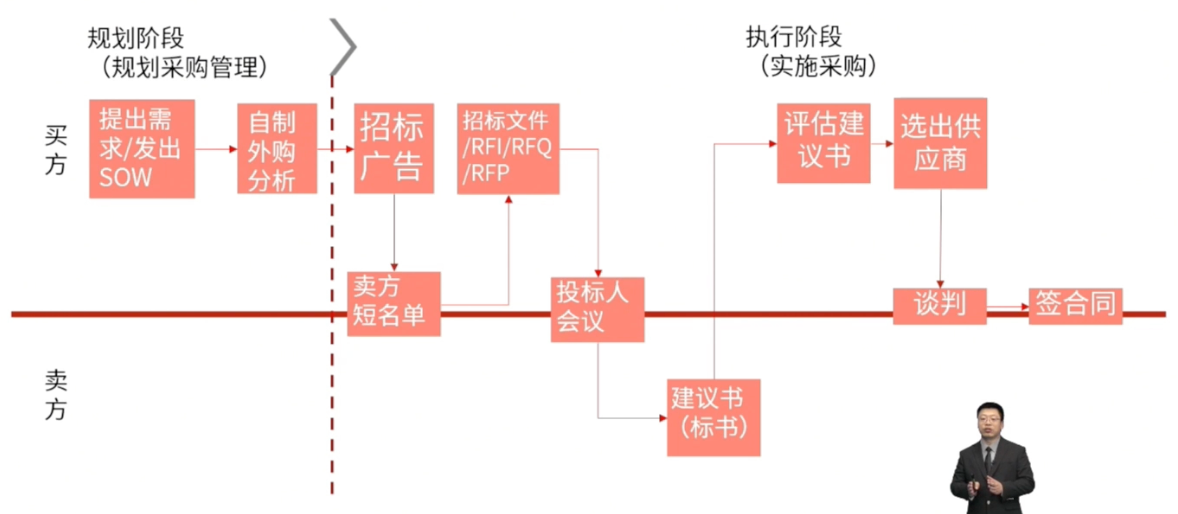 规划阶段
（规划采购管理）
执行阶段
（实施采购）
买
方
提出需
求/发出
SOW
自制
外购
分析
招标
广告
招标文件
/RFI/RFQ
/RFP
评估建
议书
选出供
应商
卖方
短名单
投标人
会议
谈判
签合同
卖
方
建议书
（标书）